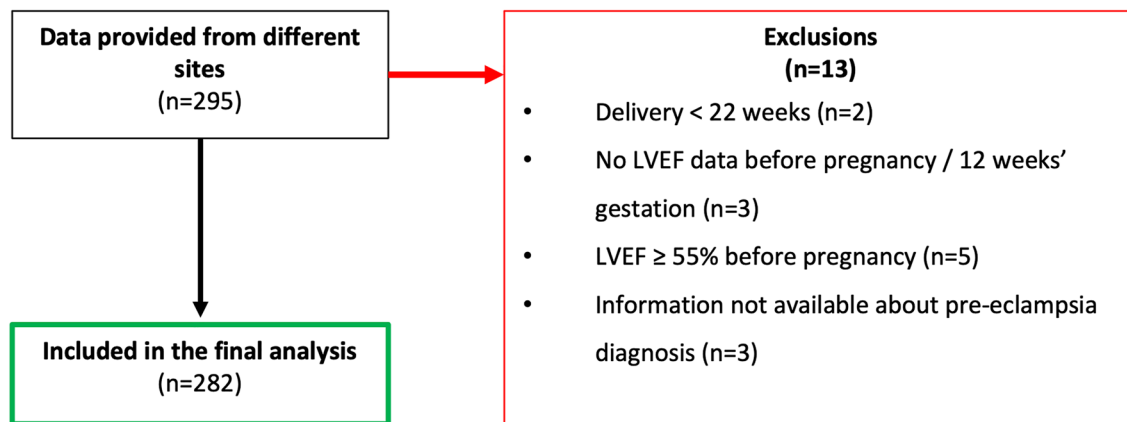 Data provided from different
sites
(n=295)
Exclusions
(n=13)
• Delivery < 22 weeks (n=2)
• No LVEF data before pregnancy / 12 weeks’
gestation (n=3)
• LVEF ≥ 55% before pregnancy (n=5)
• Information not available about pre-eclampsia
diagnosis (n=3)
Included in the final analysis
(n=282)